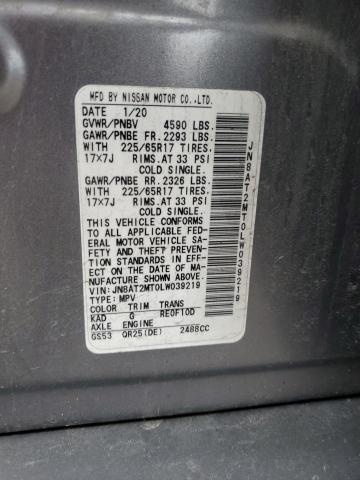 MFD BY NISSAN MOTOR CO.,LTD.
DATE 1/20
GVWR/PNBV 4590 LBS.
GAWR/PNBE FR.2293 LBS.
WITH 225/65R17 TIRES.
17×7J RIMS.AT 33 PSI
COLD SINGLE.
GAWR/PNBE RR.2326 LBS.
WITH 225/65R17 TIRES.
17×7J RIMS.AT 33 PSI
COLD SINGLE.
THIS VEHICLE CONFORMS
TO ALL APPLICABLE FED-
ERAL MOTOR VEHICLE SA-
FETY AND THEFT PREVEN-
TION STANDARDS IN EFF-
ECT ON THE DATE OF MA-
NUFACTURE SHOWN ABOVE.
VIN:JN8AT2MT0LW039219
TYPE:MPV
COLOR TRIM TRANS
KAD G RE0F10D
AXLE ENGINE
GS53 QR25(DE) 2488CC
JN8AT2MT0LW039219